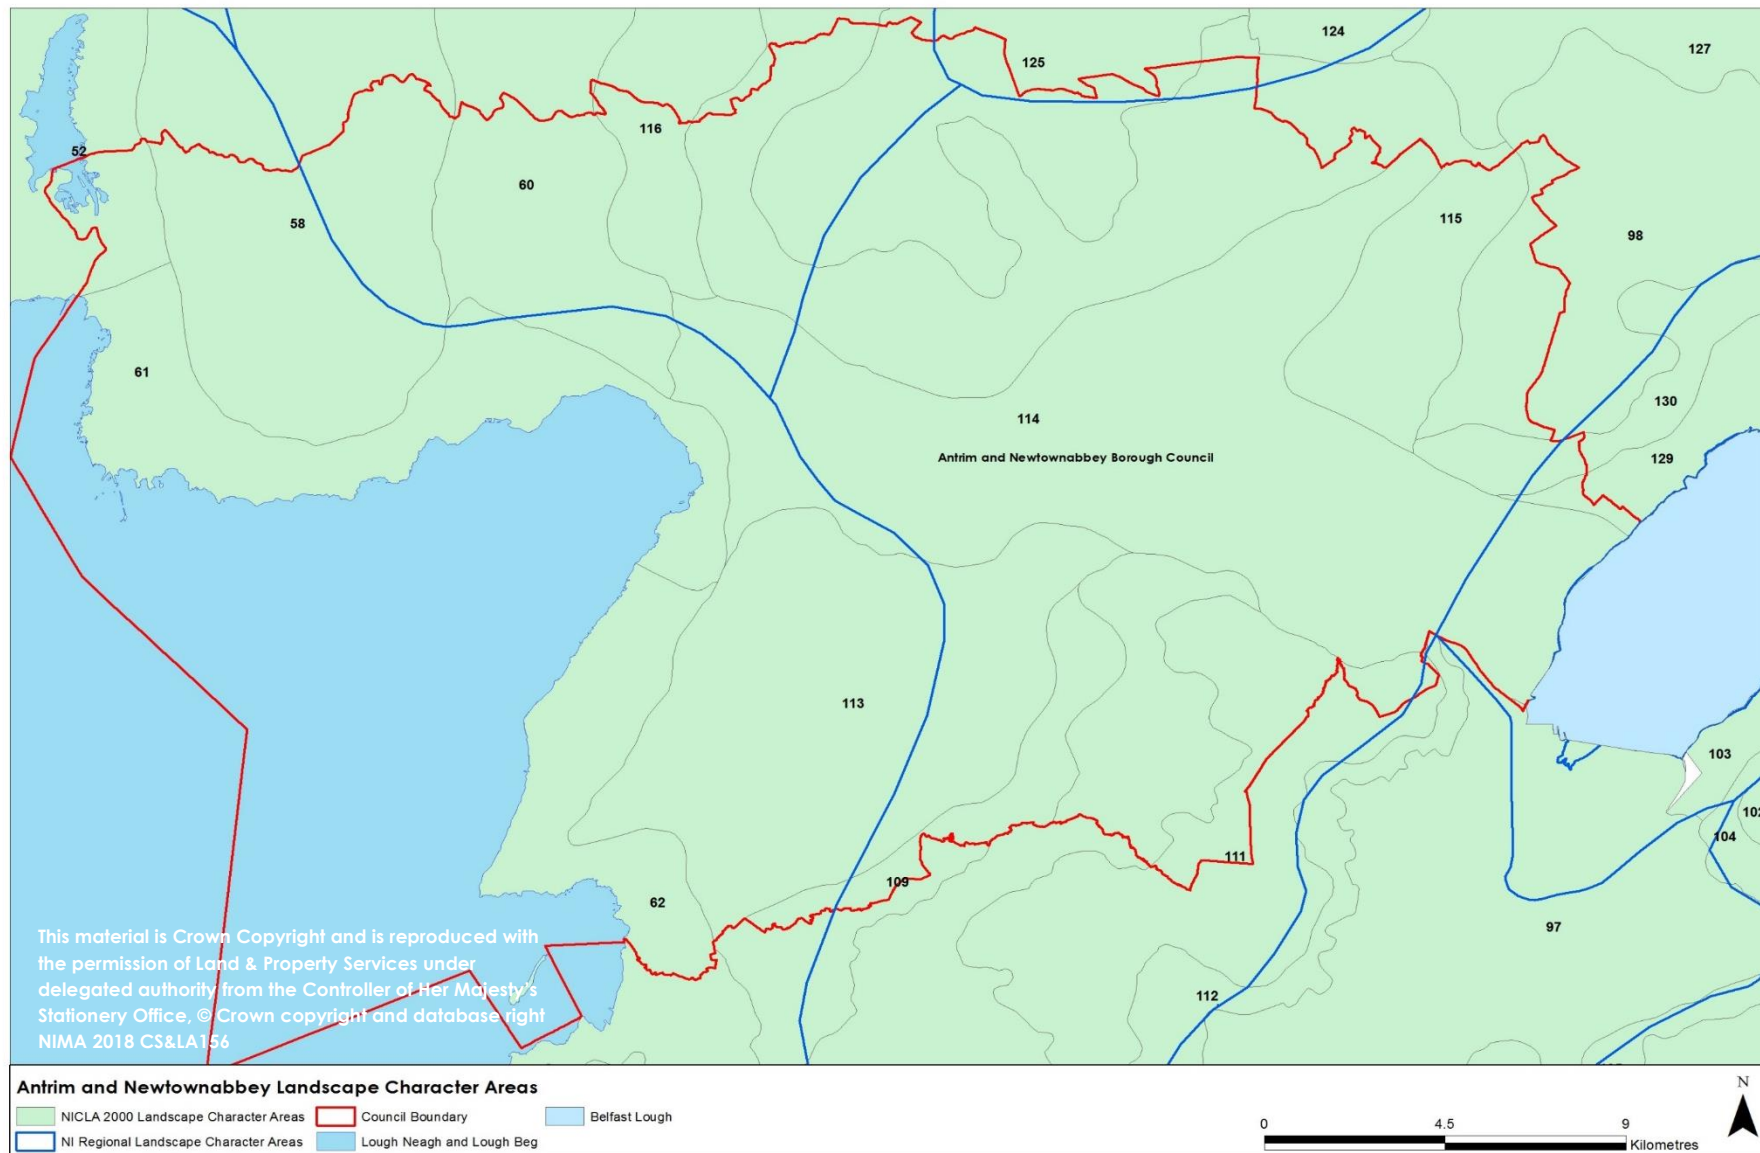 124
127
125
116
52
60
115
58
98
61
130
114
Antrim and Newtownabbey Borough Council
129
113
103
102
104
111
109
62
97
112
This material is Crown Copyright and is reproduced with
the permission of Land & Property Services under
delegated authority from the Controller of Her Majesty's
Stationery Office, © Crown copyright and database right
NIMA 2018 CS&LA156
Antrim and Newtownabbey Landscape Character Areas
NICLA 2000 Landscape Character Areas
Council Boundary
Belfast Lough
NI Regional Landscape Character Areas
Lough Neagh and Lough Beg
0 4.5 9
Kilometres
N